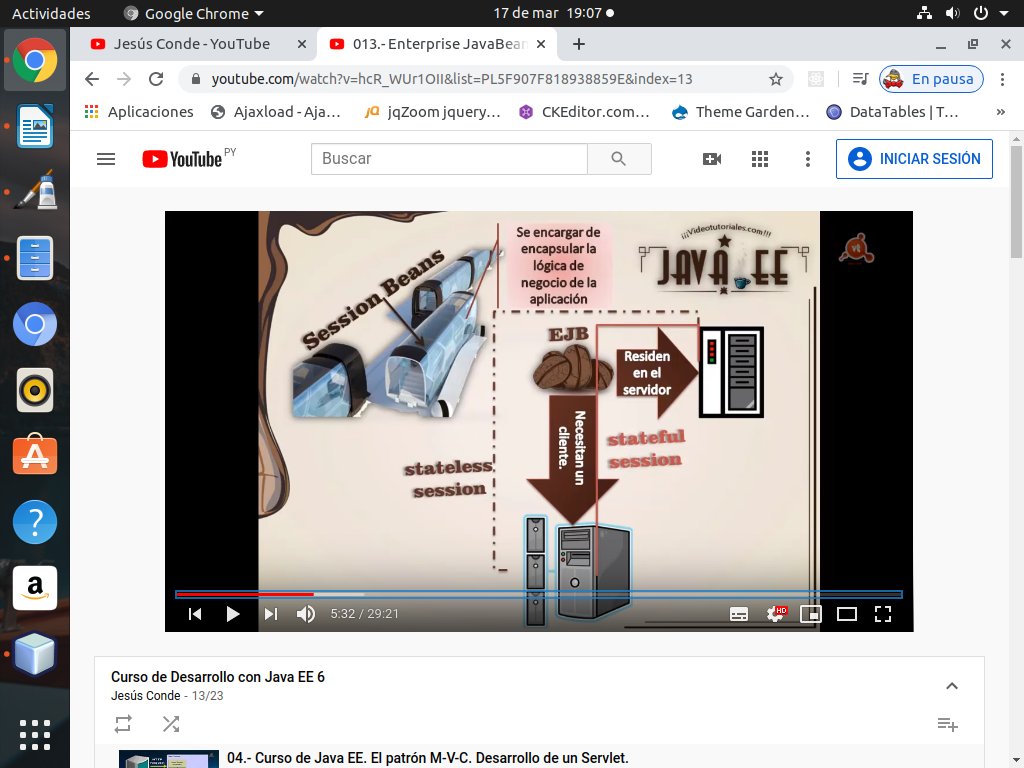 Actividades
Google Chrome
17 de mar 19:07
Jesús Conde - YouTube
013.- Enterprise JavaBean
youtube.com/watch?v=hcR_WUr1OII&list=PL5F907F818938859E&index=13
En pausa
Aplicaciones
Ajaxload - Aja...
jQ
jqZoom jquery...
CKEditor.com...
Theme Garden...
DataTables | T...
»
YouTube PY
Buscar
INICIAR SESIÓN
Se encargar de
encapsular la
lógica de
negocio de la
aplicación
¡¡¡Videotutoriales.com!!!
JAVA EE
vt
Session Beans
EJB
Residen
en el
servidor
Necesitan un
cliente.
stateful
session
stateless
session
5:32 / 29:21
HD
Curso de Desarrollo con Java EE 6
Jesús Conde - 13/23
04.- Curso de Java EE. El patrón M-V-C. Desarrollo de un Servlet.